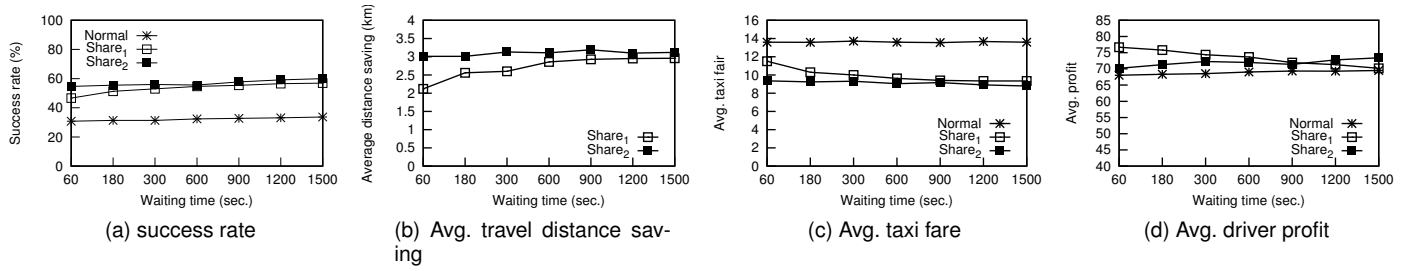 100
80
60
40
20
0
Success rate (%)
Normal
Share1
Share2
60 180 300 600 900 1200 1500
Waiting time (sec.)
(a) success rate
4
3.5
3
2.5
2
1.5
1
0.5
0
Average distance saving (km)
Share1
Share2
60 180 300 600 900 1200 1500
Waiting time (sec.)
(b) Avg. travel distance sav-
ing
16
14
12
10
8
6
4
2
0
Avg. taxi fair
Normal
Share1
Share2
60 180 300 600 900 1200 1500
Waiting time (sec.)
(c) Avg. taxi fare
85
80
75
70
65
60
55
50
45
40
Avg. profit
Normal
Share1
Share2
60 180 300 600 900 1200 1500
Waiting time (sec.)
(d) Avg. driver profit